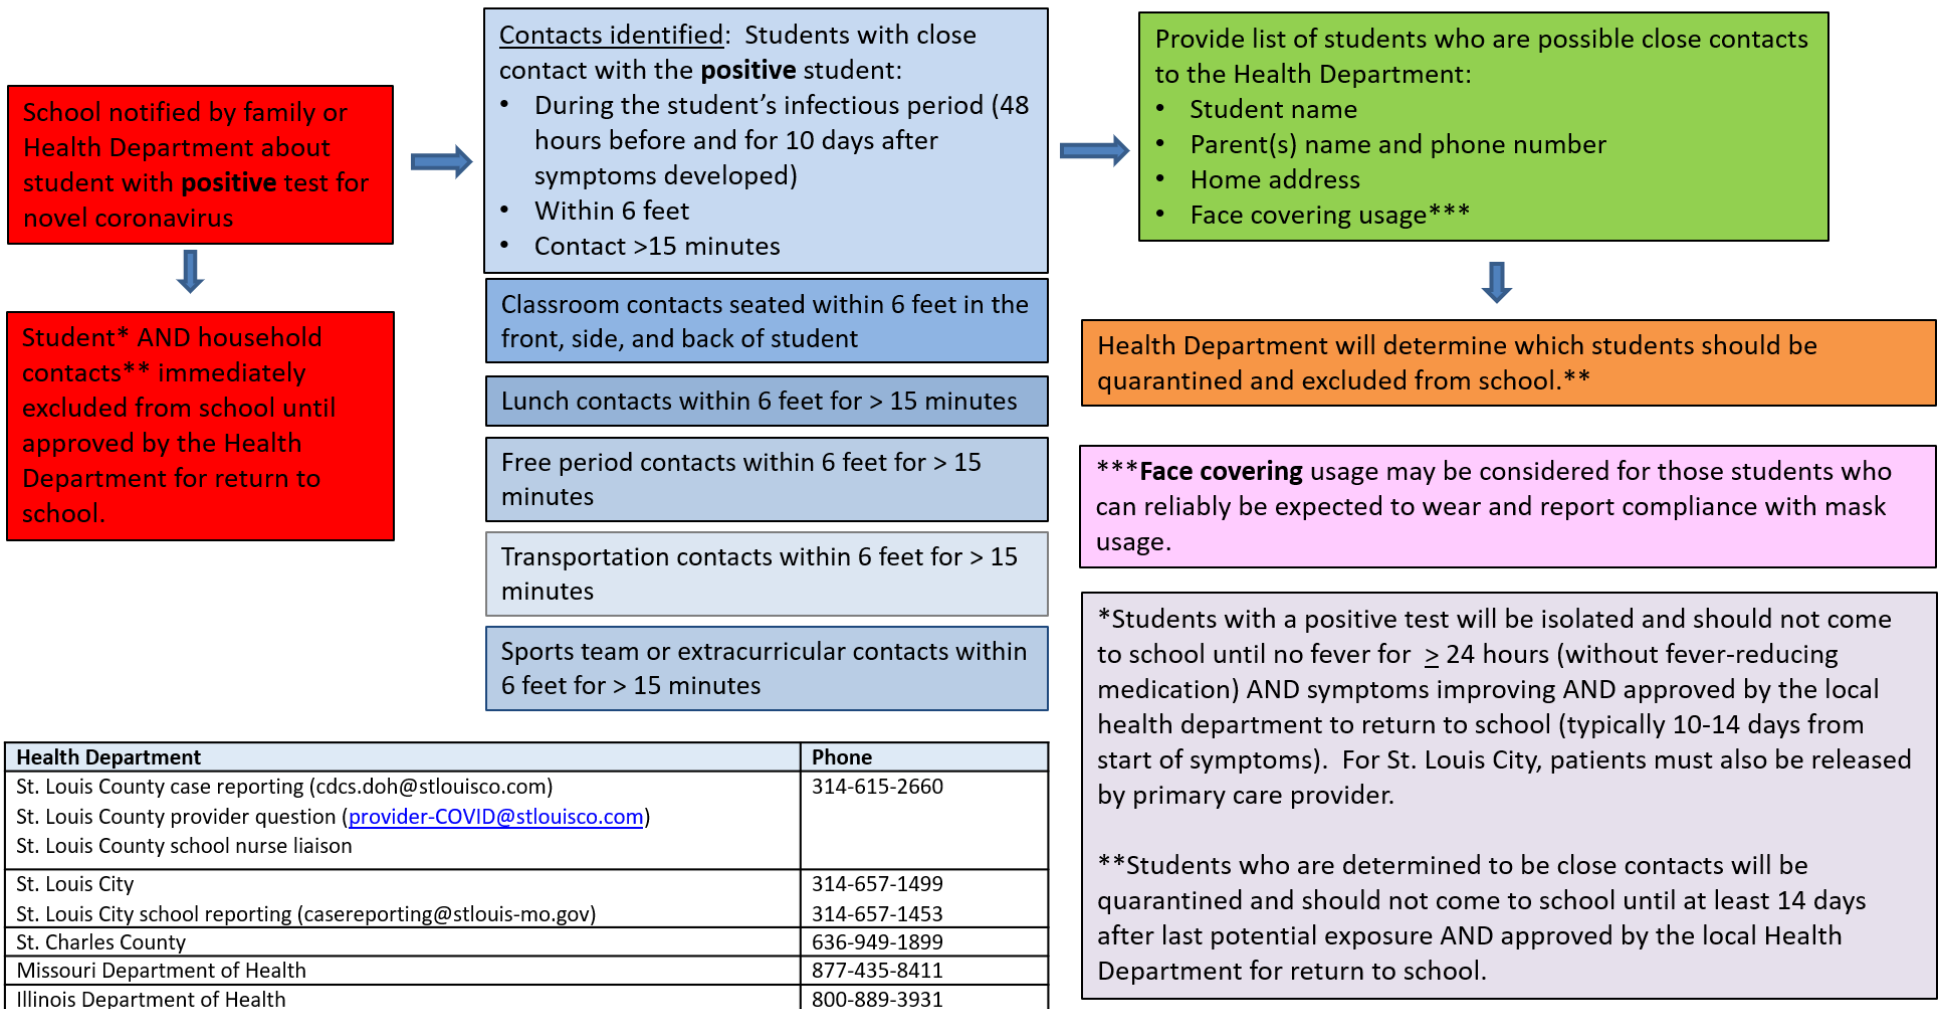 School notified by family or
Health Department about
student with positive test for
novel coronavirus
Student* AND household
contacts** immediately
excluded from school until
approved by the Health
Department for return to
school.
Contacts identified:  Students with close
contact with the positive student:
• During the student's infectious period (48
hours before and for 10 days after
symptoms developed)
• Within 6 feet
• Contact >15 minutes
Classroom contacts seated within 6 feet in the
front, side, and back of student
Lunch contacts within 6 feet for > 15 minutes
Free period contacts within 6 feet for > 15
minutes
Transportation contacts within 6 feet for > 15
minutes
Sports team or extracurricular contacts within
6 feet for > 15 minutes
Provide list of students who are possible close contacts
to the Health Department:
• Student name
• Parent(s) name and phone number
• Home address
• Face covering usage***
Health Department will determine which students should be
quarantined and excluded from school.**
***Face covering usage may be considered for those students who
can reliably be expected to wear and report compliance with mask
usage.
*Students with a positive test will be isolated and should not come
to school until no fever for  > 24 hours (without fever-reducing
medication) AND symptoms improving AND approved by the local
health department to return to school (typically 10-14 days from
start of symptoms).  For St. Louis City, patients must also be released
by primary care provider.
**Students who are determined to be close contacts will be
quarantined and should not come to school until at least 14 days
after last potential exposure AND approved by the local Health
Department for return to school.
Health Department Phone
St. Louis County case reporting (cdcs.doh@stlouisco.com) 314-615-2660
St. Louis County provider question (provider-COVID@stlouisco.com)
St. Louis County school nurse liaison
St. Louis City 314-657-1499
St. Louis City school reporting (casereporting@stlouis-mo.gov) 314-657-1453
St. Charles County 636-949-1899
Missouri Department of Health 877-435-8411
Illinois Department of Health 800-889-3931